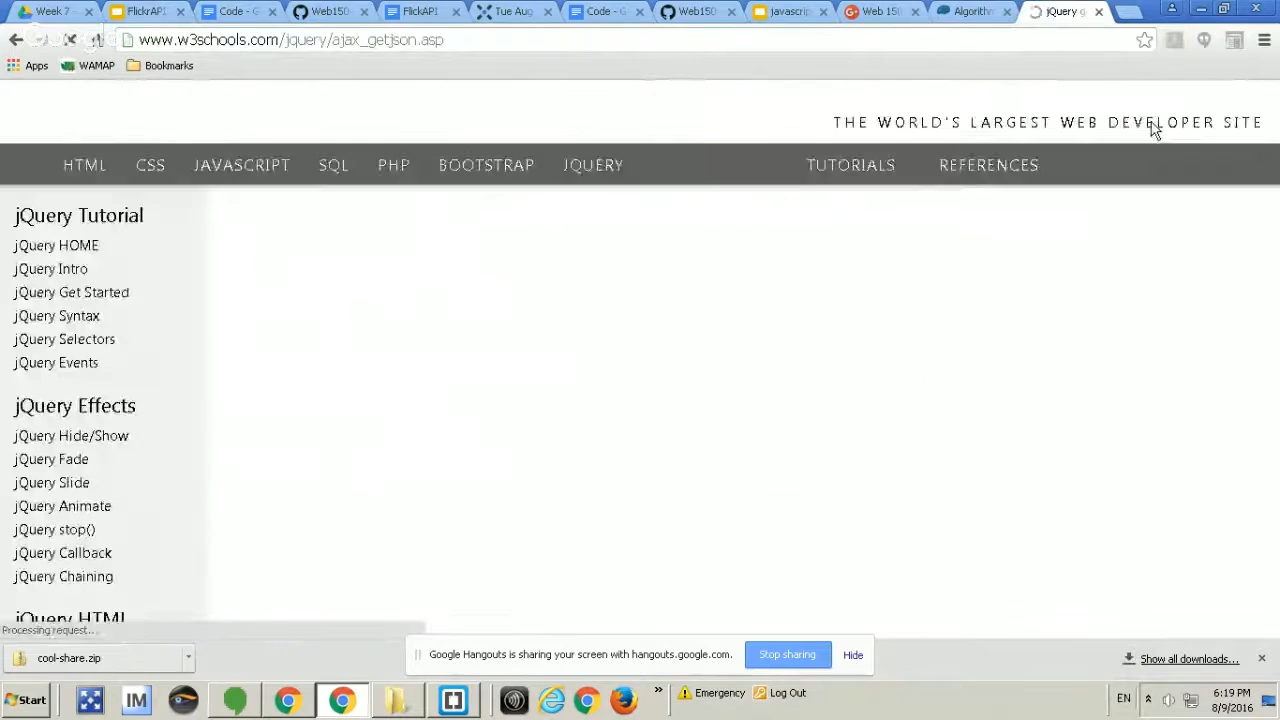 Week 7 - FlickrAPI Code - G Web150 FlickrAPI Tue Aug Code - G Web150 javascrip Web 15 Algorithm jQuery g
www.w3schools.com/jquery/ajax_getjson.asp
Apps WAMAP Bookmarks
THE WORLD'S LARGEST WEB DEVELOPER SITE
HTML CSS JAVASCRIPT SQL PHP BOOTSTRAP JQUERY TUTORIALS REFERENCES
jQuery Tutorial
jQuery HOME
jQuery Intro
jQuery Get Started
jQuery Syntax
jQuery Selectors
jQuery Events
jQuery Effects
jQuery Hide/Show
jQuery Fade
jQuery Slide
jQuery Animate
jQuery stop()
jQuery Callback
jQuery Chaining
jQuery HTML
Processing request...
cool-share.zip
Google Hangouts is sharing your screen with hangouts.google.com. Stop sharing Hide
Show all downloads...
Start IM Emergency Log Out EN 6:19 PM
8/9/2016